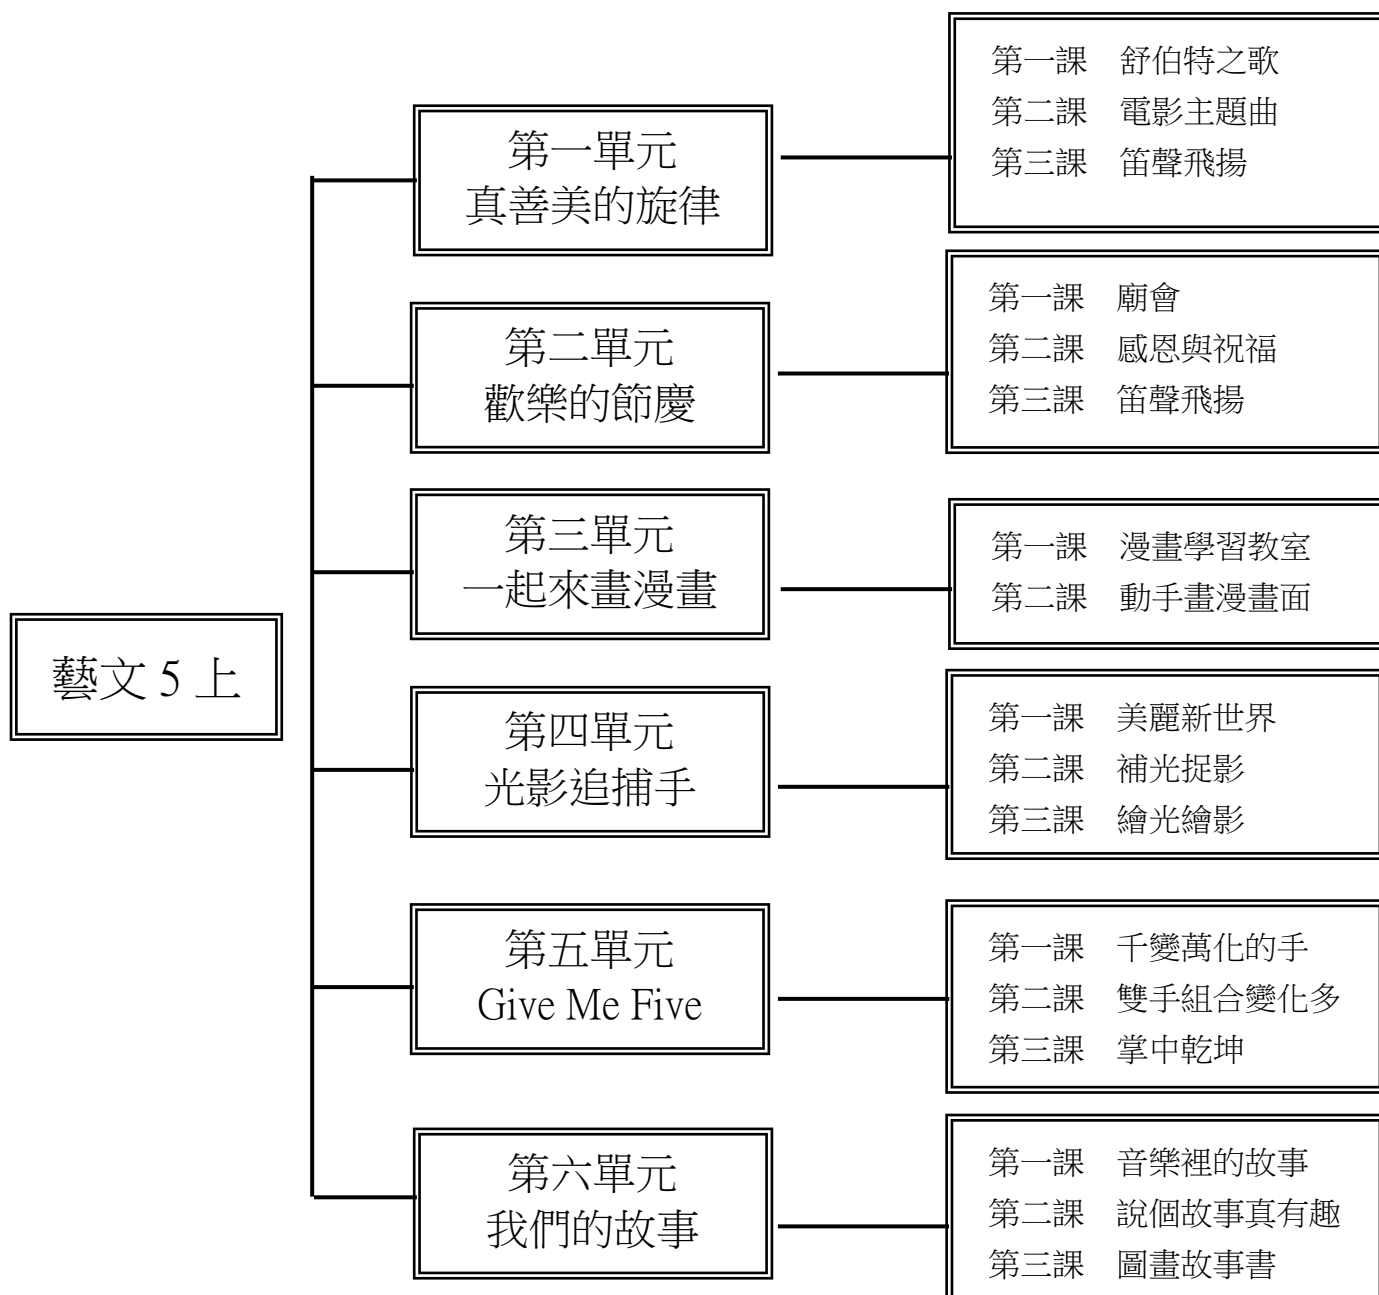 藝文 5 上
第一單元
真善美的旋律
第一課　舒伯特之歌
第二課　電影主題曲
第三課　笛聲飛揚
第二單元
歡樂的節慶
第一課　廟會
第二課　感恩與祝福
第三課　笛聲飛揚
第三單元
一起來畫漫畫
第一課　漫畫學習教室
第二課　動手畫漫畫面
第四單元
光影追捕手
第一課　美麗新世界
第二課　補光捉影
第三課　繪光繪影
第五單元
Give Me Five
第一課　千變萬化的手
第二課　雙手組合變化多
第三課　掌中乾坤
第六單元
我們的故事
第一課　音樂裡的故事
第二課　說個故事真有趣
第三課　圖畫故事書